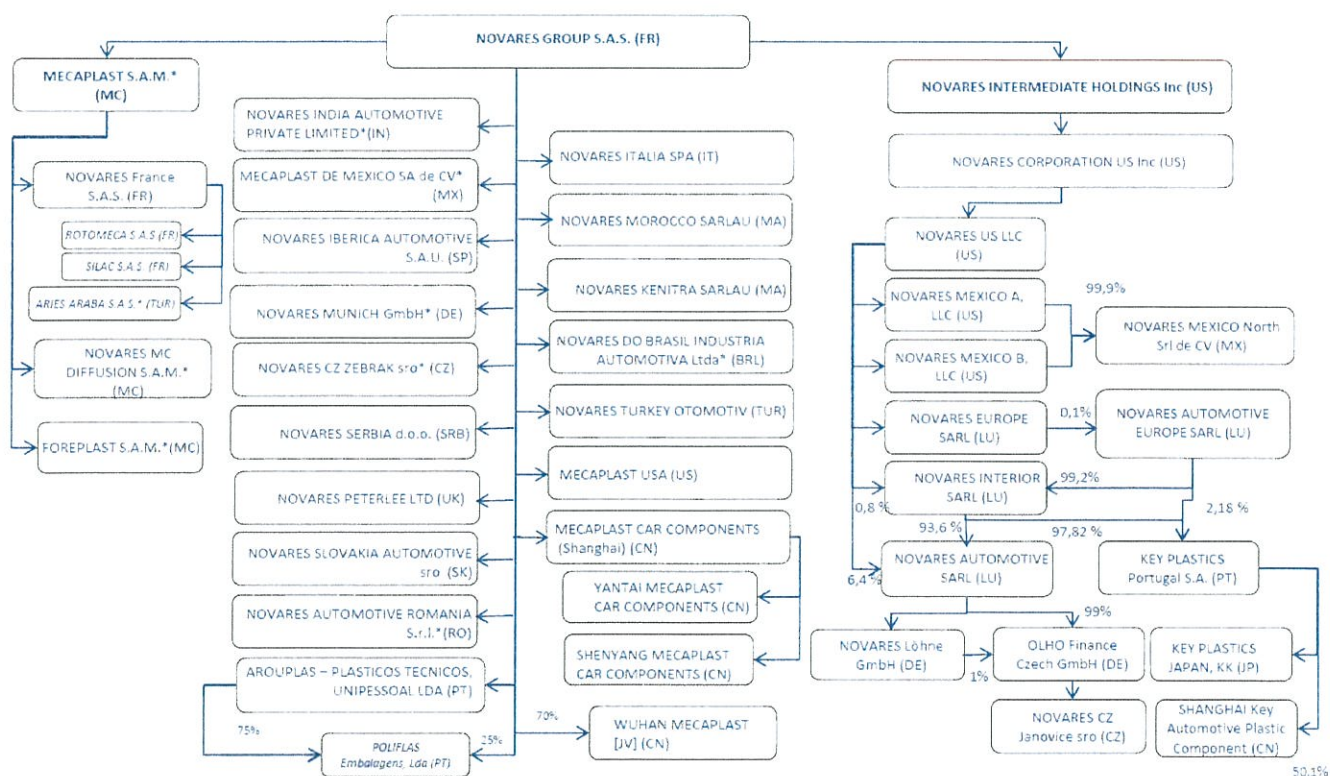 NOVARES GROUP S.A.S. (FR)
MECAPLAST S.A.M.*
(MC)
NOVARES France
S.A.S. (FR)
ROTOMECA S.A.S (FR)
SILAC S.A.S. (FR)
ARIES ARABA S.A.S.* (TUR)
NOVARES MC
DIFFUSION S.A.M.*
(MC)
FOREPLAST S.A.M.*(MC)
NOVARES INDIA AUTOMOTIVE
PRIVATE LIMITED*(IN)
MECAPLAST DE MEXICO SA de CV*
(MX)
NOVARES IBERICA AUTOMOTIVE
S.A.U. (SP)
NOVARES MUNICH GmbH* (DE)
NOVARES CZ ZEBRAK sro* (CZ)
NOVARES SERBIA d.o.o. (SRB)
NOVARES PETERLEE LTD (UK)
NOVARES SLOVAKIA AUTOMOTIVE
sro (SK)
NOVARES AUTOMOTIVE ROMANIA
S.r.l.*(RO)
AROUPLAS – PLASTICOS TECNICOS,
UNIPESSOAL LDA (PT)
75%
POLIFLAS
Embalagens, Lda (PT)
25%
NOVARES ITALIA SPA (IT)
NOVARES MOROCCO SARLAU (MA)
NOVARES KENITRA SARLAU (MA)
NOVARES DO BRASIL INDUSTRIA
AUTOMOTIVA Ltda* (BRL)
NOVARES TURKEY OTOMOTIV (TUR)
MECAPLAST USA (US)
MECAPLAST CAR COMPONENTS
(Shanghai) (CN)
YANTAI MECAPLAST
CAR COMPONENTS (CN)
SHENYANG MECAPLAST
CAR COMPONENTS (CN)
70%
WUHAN MECAPLAST
[JV] (CN)
NOVARES INTERMEDIATE HOLDINGS Inc (US)
NOVARES CORPORATION US Inc (US)
NOVARES US LLC
(US)
NOVARES MEXICO A,
LLC (US)
99,9%
NOVARES MEXICO North
Srl de CV (MX)
NOVARES MEXICO B,
LLC (US)
NOVARES EUROPE
SARL (LU)
0,1%
NOVARES AUTOMOTIVE
EUROPE SARL (LU)
NOVARES INTERIOR
SARL (LU)
99,2%
0,8 %
93,6 %
97,82 %
2,18 %
NOVARES AUTOMOTIVE
SARL (LU)
6,4 %
KEY PLASTICS
Portugal S.A. (PT)
99%
NOVARES Löhne
GmbH (DE)
1%
OLHO Finance
Czech GmbH (DE)
KEY PLASTICS
JAPAN, KK (JP)
NOVARES CZ
Janovice sro (CZ)
SHANGHAI Key
Automotive Plastic
Component (CN)
50,1%